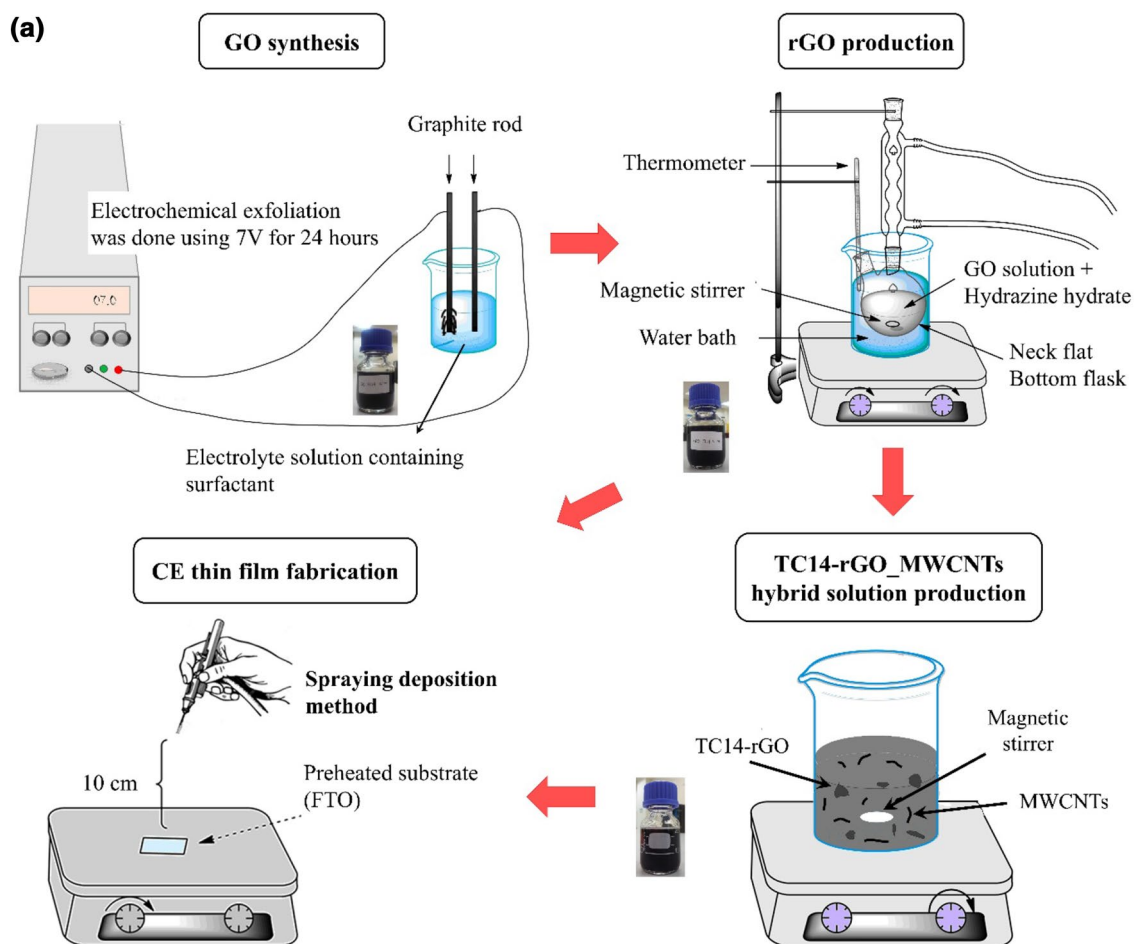 (a)
GO synthesis
rGO production
Graphite rod
Thermometer
Electrochemical exfoliation
was done using 7V for 24 hours
07.0
GO solution +
Hydrazine hydrate
Magnetic stirrer
Water bath
Neck flat
Bottom flask
Electrolyte solution containing
surfactant
CE thin film fabrication
TC14-rGO_MWCNTs
hybrid solution production
Spraying deposition
method
10 cm
Preheated substrate
(FTO)
TC14-rGO
Magnetic
stirrer
MWCNTs